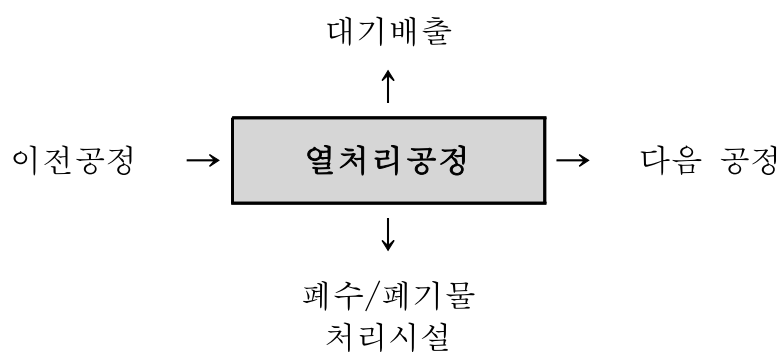 대기배출
↑
이전공정 → 열처리공정 → 다음 공정
↓
폐수/폐기물
처리시설